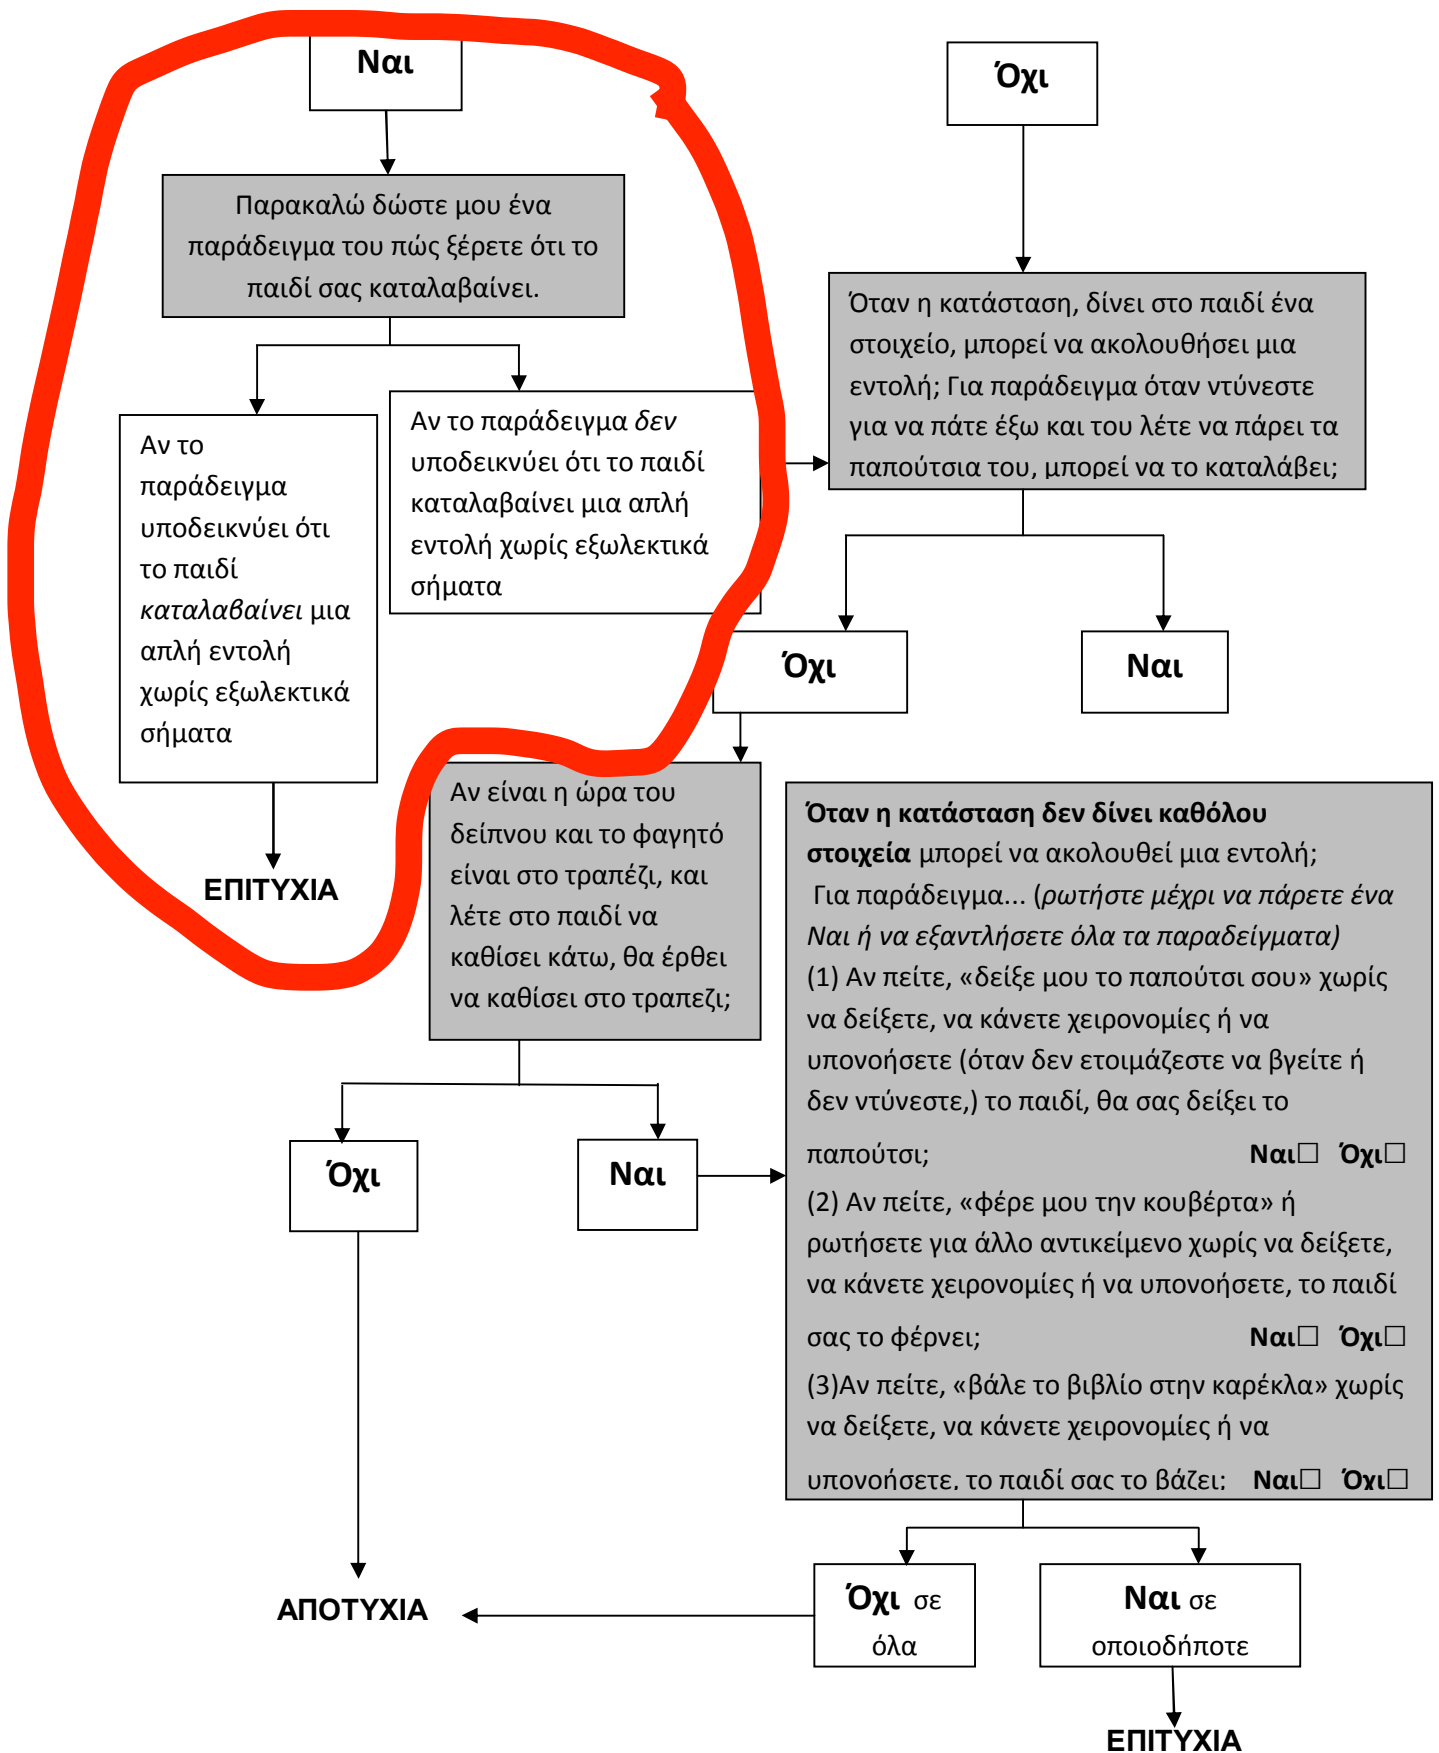 Ναι
Όχι
Παρακαλώ δώστε μου ένα
παράδειγμα του πώς ξέρετε ότι το
παιδί σας καταλαβαίνει.
Όταν η κατάσταση, δίνει στο παιδί ένα
στοιχείο, μπορεί να ακολουθήσει μια
εντολή; Για παράδειγμα όταν ντύνεστε
για να πάτε έξω και του λέτε να πάρει τα
παπούτσια του, μπορεί να το καταλάβει;
Αν το
παράδειγμα
υποδεικνύει ότι
το παιδί
καταλαβαίνει μια
απλή εντολή
χωρίς εξωλεκτικά
σήματα
Αν το παράδειγμα δεν
υποδεικνύει ότι το παιδί
καταλαβαίνει μια απλή
εντολή χωρίς εξωλεκτικά
σήματα
Όχι
Ναι
ΕΠΙΤΥΧΙΑ
Αν είναι η ώρα του
δείπνου και το φαγητό
είναι στο τραπέζι, και
λέτε στο παιδί να
καθίσει κάτω, θα έρθει
να καθίσει στο τραπεζι;
Όταν η κατάσταση δεν δίνει καθόλου
στοιχεία μπορεί να ακολουθεί μια εντολή;
Για παράδειγμα... (ρωτήστε μέχρι να πάρετε ένα
Ναι ή να εξαντλήσετε όλα τα παραδείγματα)
(1) Αν πείτε, «δείξε μου το παπούτσι σου» χωρίς
να δείξετε, να κάνετε χειρονομίες ή να
υπονοήσετε (όταν δεν ετοιμάζεστε να βγείτε ή
δεν ντύνεστε,) το παιδί, θα σας δείξει το
παπούτσι; Ναι□ Όχι□
(2) Αν πείτε, «φέρε μου την κουβέρτα» ή
ρωτήσετε για άλλο αντικείμενο χωρίς να δείξετε,
να κάνετε χειρονομίες ή να υπονοήσετε, το παιδί
σας το φέρνει; Ναι□ Όχι□
(3)Αν πείτε, «βάλε το βιβλίο στην καρέκλα» χωρίς
να δείξετε, να κάνετε χειρονομίες ή να
υπονοήσετε, το παιδί σας το βάζει; Ναι□ Όχι□
Όχι
Ναι
ΑΠΟΤΥΧΙΑ
Όχι σε
όλα
Ναι σε
οποιοδήποτε
ΕΠΙΤΥΧΙΑ